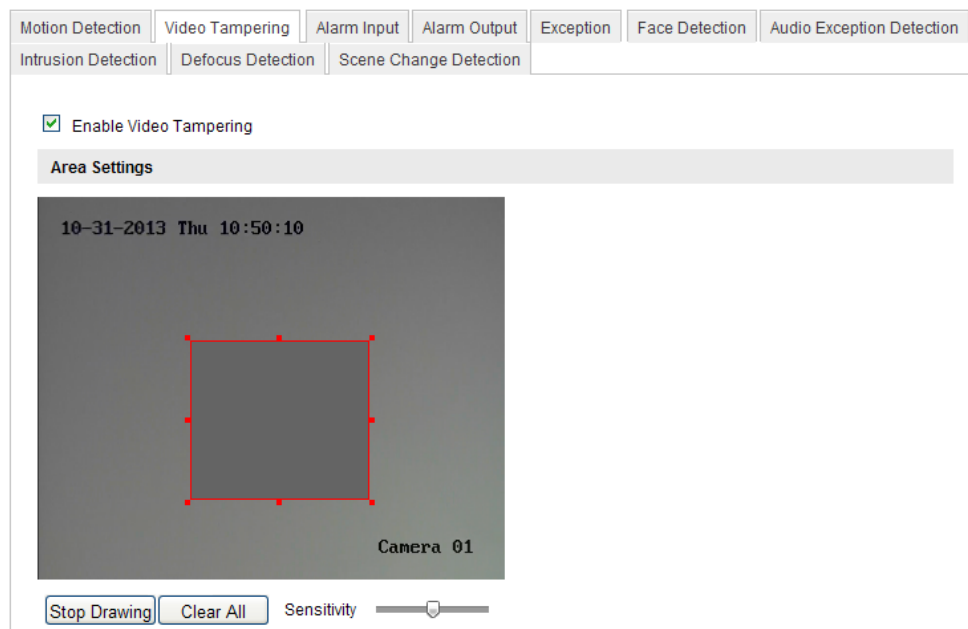 Motion Detection Video Tampering Alarm Input Alarm Output Exception Face Detection Audio Exception Detection
Intrusion Detection Defocus Detection Scene Change Detection
Enable Video Tampering
Area Settings
10-31-2013 Thu 10:50:10
Camera 01
Stop Drawing Clear All Sensitivity